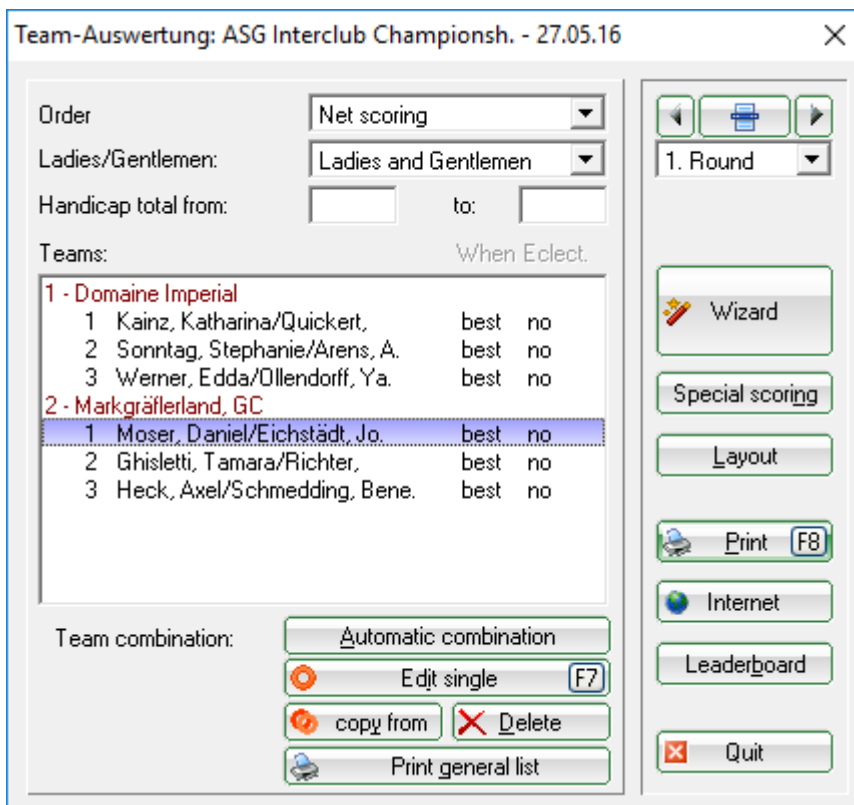 Team-Auswertung: ASG Interclub Championsh. - 27.05.16
Order Net scoring
Ladies/Gentlemen: Ladies and Gentlemen
Handicap total from: to:
Teams: When Eclect.
1 - Domaine Imperial
1 Kainz, Katharina/Quickert, best no
2 Sonntag, Stephanie/Arens, A. best no
3 Werner, Edda/Ollendorff, Ya. best no
2 - Markgräflerland, GC
1 Moser, Daniel/Eichstädt, Jo. best no
2 Ghisletti, Tamara/Richter, best no
3 Heck, Axel/Schmedding, Bene. best no
Team combination: Automatic combination
Edit single F7
copy from Delete
Print general list
1. Round
Wizard
Special scoring
Layout
Print F8
Internet
Leaderboard
Quit